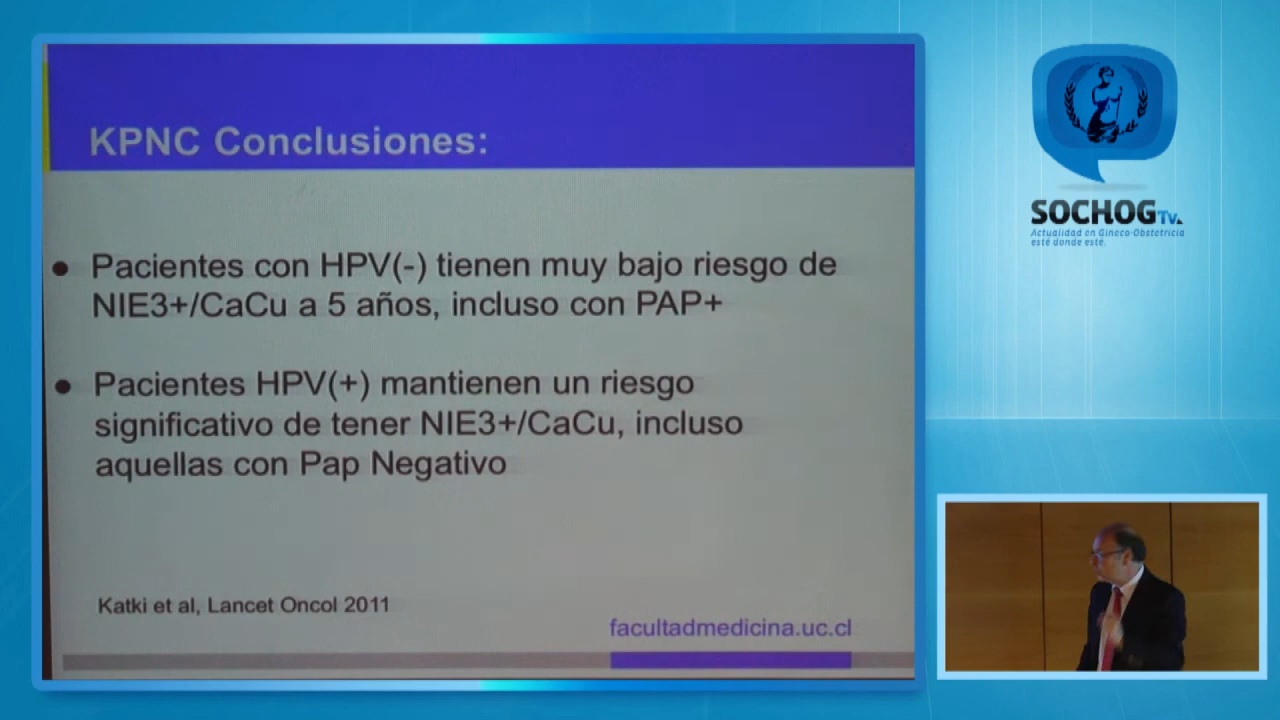 KPNC Conclusiones:
Pacientes con HPV(-) tienen muy bajo riesgo de
NIE3+/CaCu a 5 años, incluso con PAP+
Pacientes HPV(+) mantienen un riesgo
significativo de tener NIE3+/CaCu, incluso
aquellas con Pap Negativo
Katki et al, Lancet Oncol 2011
facultadmedicina.uc.cl
SOCHOG Tv.
Actualidad en Gineco-Obstetricia
esté donde esté.